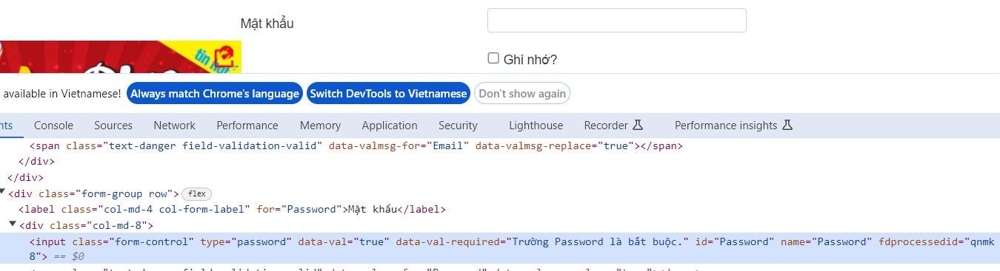 Mật khẩu
tin
Ghi nhớ?
available in Vietnamese! Always match Chrome's language Switch DevTools to Vietnamese Don't show again
nts Console Sources Network Performance Memory Application Security Lighthouse Recorder Performance insights
<span class="text-danger field-validation-valid" data-valmsg-for="Email" data-valmsg-replace="true"></span>
</div>
</div>
<div class="form-group row"> flex
<label class="col-md-4 col-form-label" for="Password">Mật khẩu</label>
<div class="col-md-8">
<input class="form-control" type="password" data-val="true" data-val-required="Trường Password là bắt buộc." id="Password" name="Password" fdprocessedid="qnmk
8"> == $0